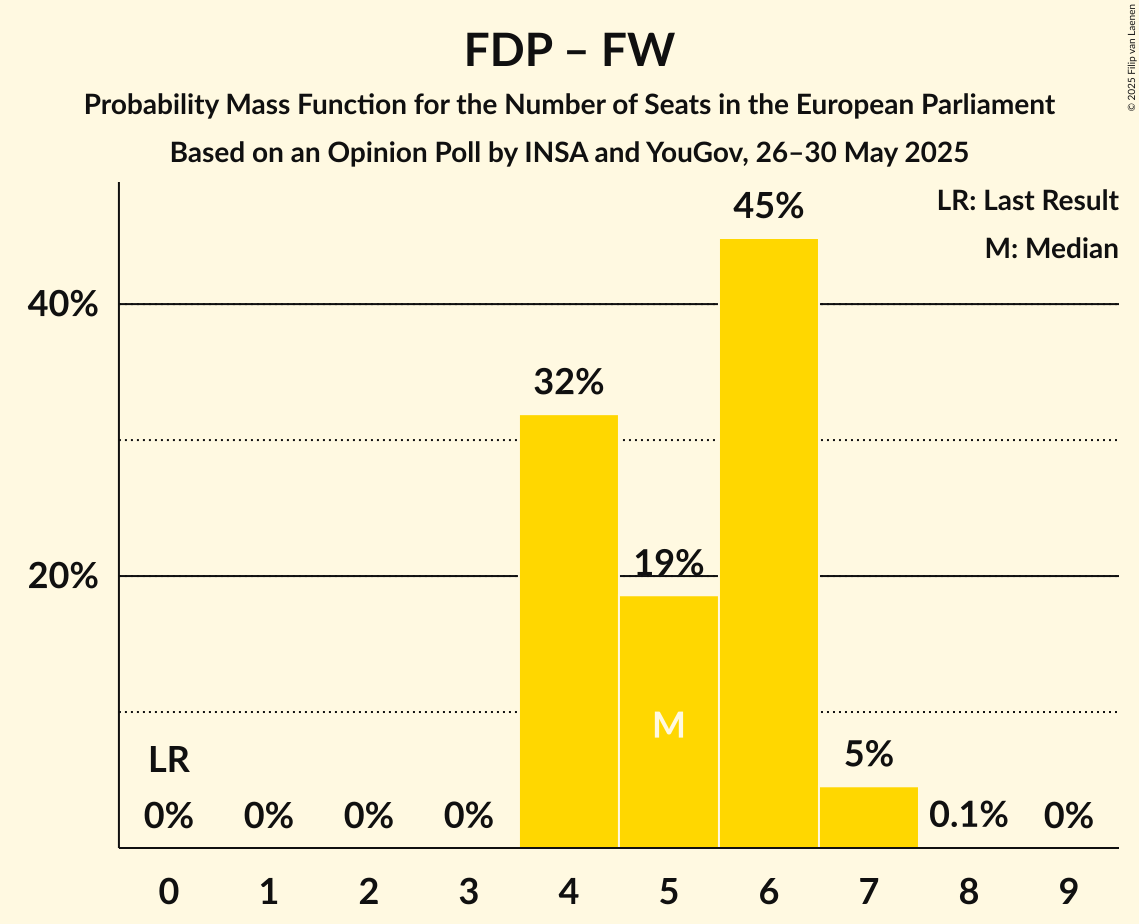 FDP – FW
Probability Mass Function for the Number of Seats in the European Parliament
Based on an Opinion Poll by INSA and YouGov, 26–30 May 2025
© 2025 Filip van Laenen
LR: Last Result
M: Median
45%
40%
32%
19%
20%
M
LR
5%
0% 0% 0% 0% 0.1% 0%
0 1 2 3 4 5 6 7 8 9